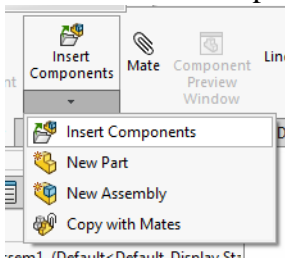 Insert
Components
Mate
Component
Preview
Window
Insert Components
New Part
New Assembly
Copy with Mates